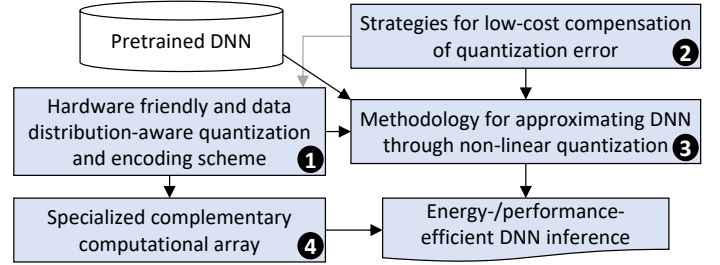 Pretrained DNN
Strategies for low-cost compensation
of quantization error
2
Hardware friendly and data
distribution-aware quantization
and encoding scheme
1
Methodology for approximating DNN
through non-linear quantization
3
Specialized complementary
computational array
4
Energy-/performance-
efficient DNN inference